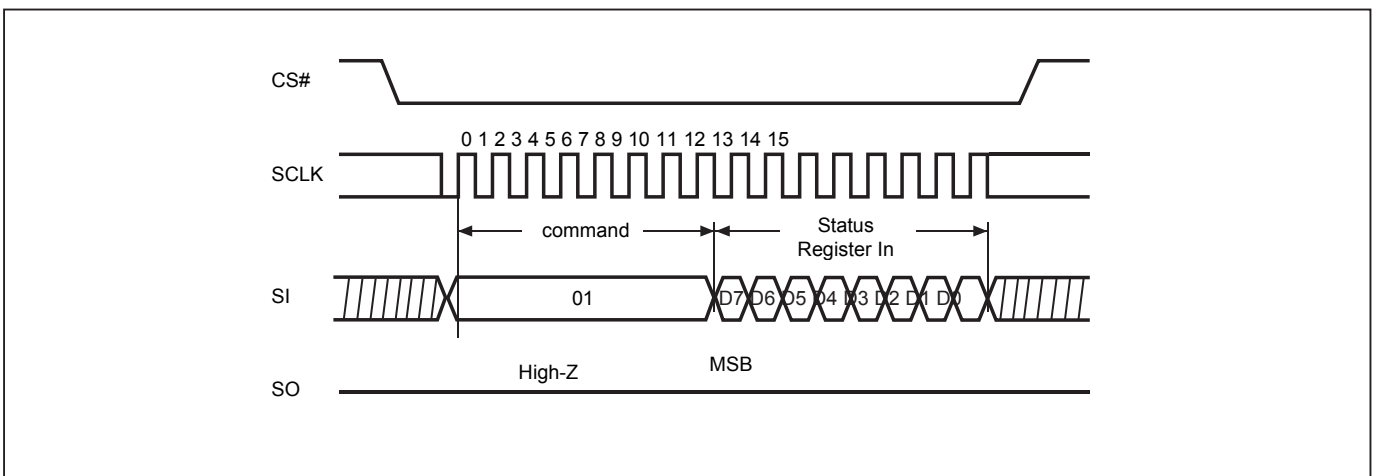 CS#
0 1 2 3 4 5 6 7 8 9 10 11 12 13 14 15
SCLK
command
Status
Register In
SI
01
D7 D6 D5 D4 D3 D2 D1 D0
High-Z
MSB
SO